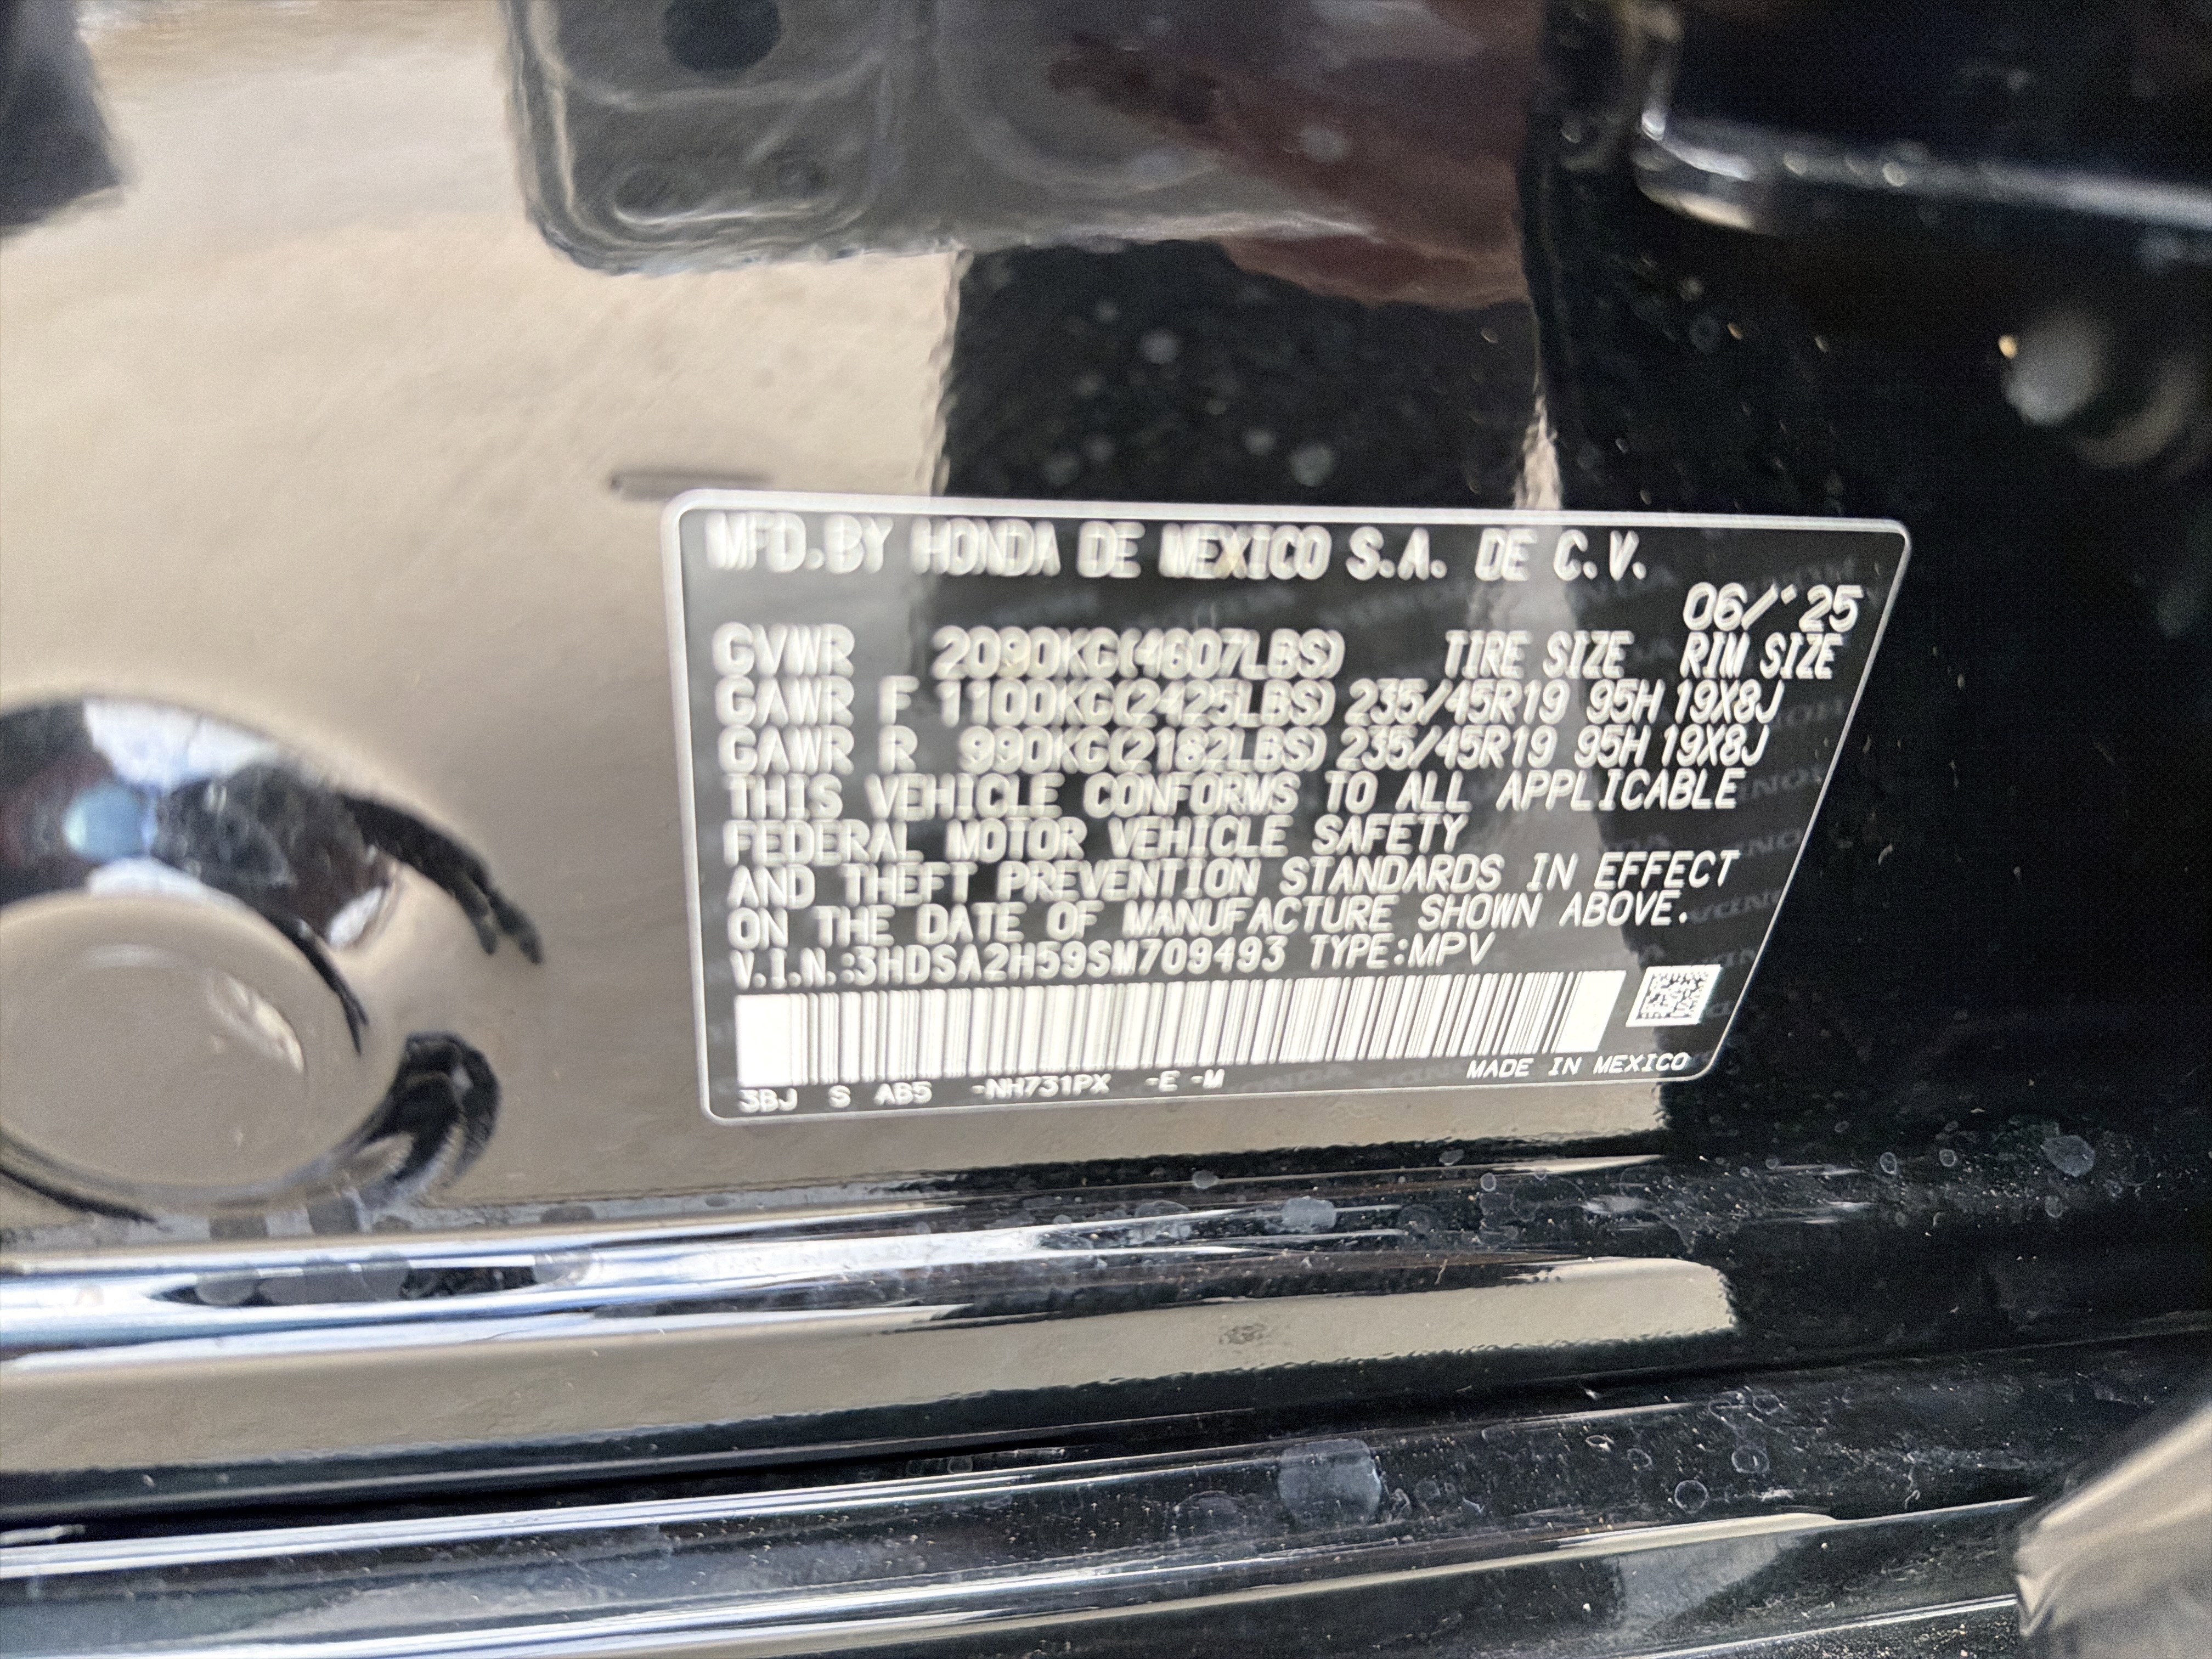 MFD.BY HONDA DE MEXICO S.A. DE C.V.
06/'25
GVWR 2090KG(4607LBS) TIRE SIZE RIM SIZE
GAWR F 1100KG(2425LBS) 235/45R19 95H 19X8J
GAWR R 990KG(2182LBS) 235/45R19 95H 19X8J
THIS VEHICLE CONFORMS TO ALL APPLICABLE
FEDERAL MOTOR VEHICLE SAFETY
AND THEFT PREVENTION STANDARDS IN EFFECT
ON THE DATE OF MANUFACTURE SHOWN ABOVE.
V.I.N.:3HDSA2H59SM709493 TYPE:MPV
3BJ S AB5 -NH731PX -E -M MADE IN MEXICO